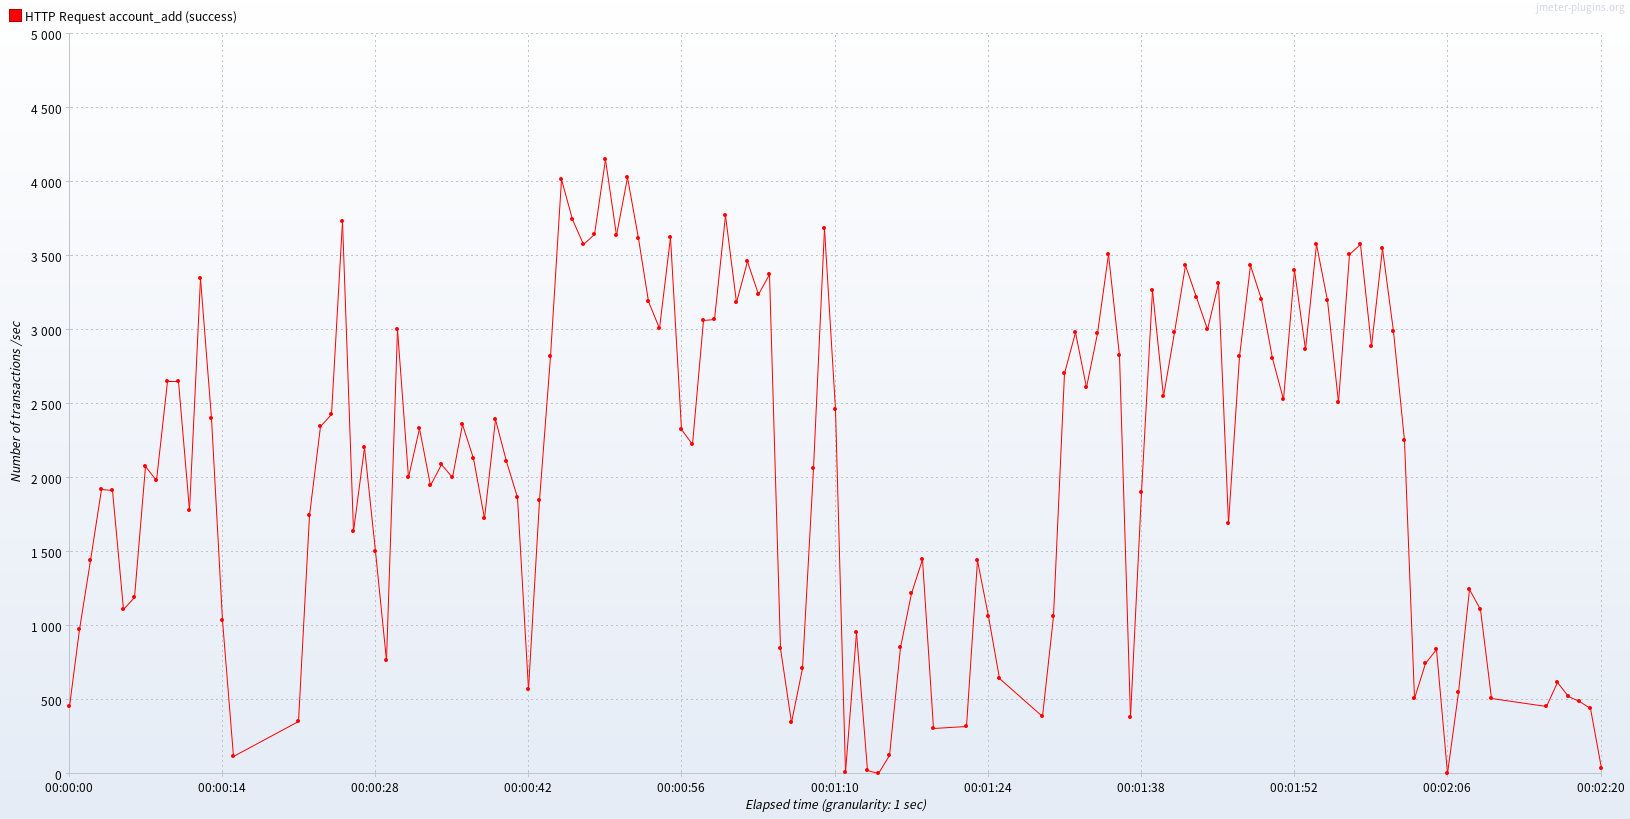 HTTP Request account_add (success)
jmeter-plugins.org
5 000
4 500
4 000
3 500
3 000
2 500
2 000
1 500
1 000
500
0
Number of transactions /sec
00:00:00 00:00:14 00:00:28 00:00:42 00:00:56 00:01:10 00:01:24 00:01:38 00:01:52 00:02:06 00:02:20
Elapsed time (granularity: 1 sec)